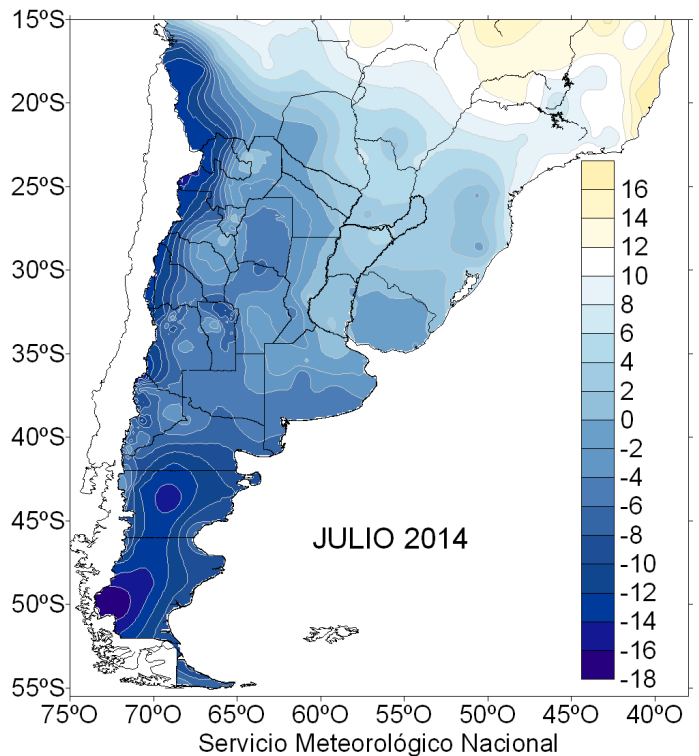 15ºS
20ºS
25ºS
30ºS
35ºS
40ºS
45ºS
50ºS
55ºS
16
14
12
10
8
6
4
2
0
-2
-4
-6
-8
-10
-12
-14
-16
-18
JULIO 2014
75ºO 70ºO 65ºO 60ºO 55ºO 50ºO 45ºO 40ºO
Servicio Meteorológico Nacional